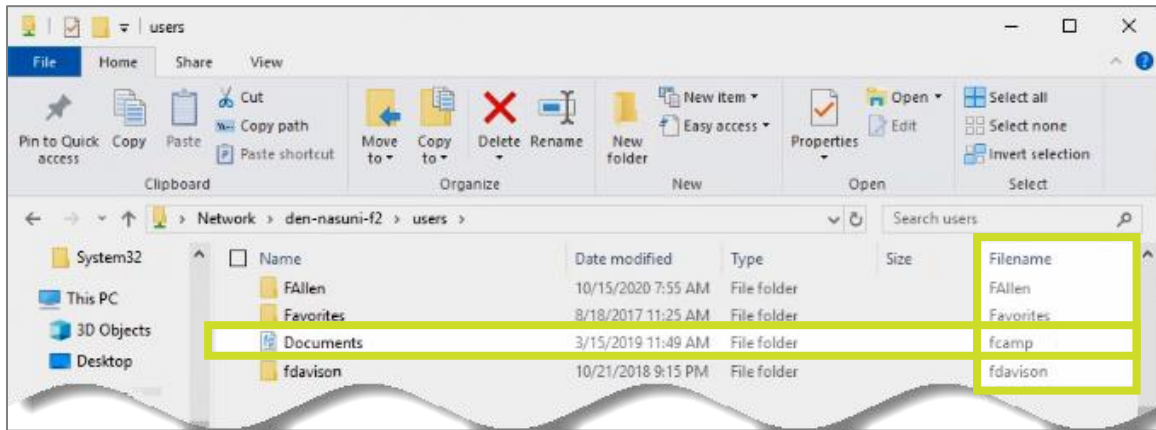 users
File Home Share View
Pin to Quick access
Copy
Paste
Cut
Copy path
Paste shortcut
Move to
Copy to
Delete
Rename
New folder
New item
Easy access
Properties
Open
Edit
Select all
Select none
Invert selection
Clipboard Organize New Open Select
Network > den-nasuni-f2 > users > Search users
System32
This PC
3D Objects
Desktop
Name Date modified Type Size Filename
FAllen 10/15/2020 7:55 AM File folder FAllen
Favorites 8/18/2017 11:25 AM File folder Favorites
Documents 3/15/2019 11:49 AM File folder fcamp
fdavison 10/21/2018 9:15 PM File folder fdavison